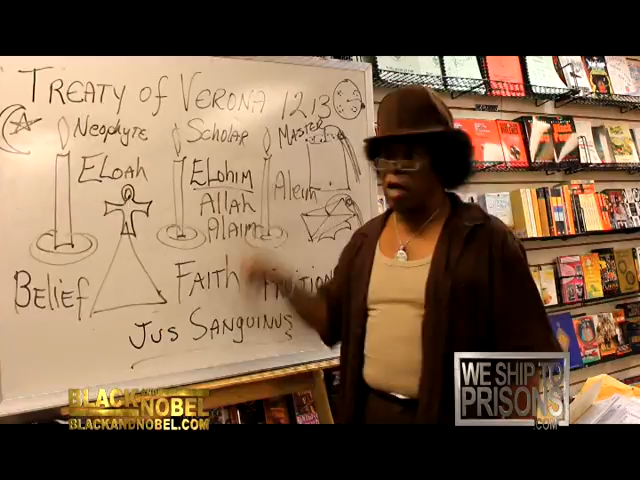 TREATY of VERONA 1213
Neophyte Scholar MASTER
ELOAH ELOHIM Aleim
Allah
Alaim
Belief FAITH
Jus SANGUINUS
BLACK AND NOBEL
BLACKANDNOBEL.COM
WE SHIP TO
PRISONS
.COM